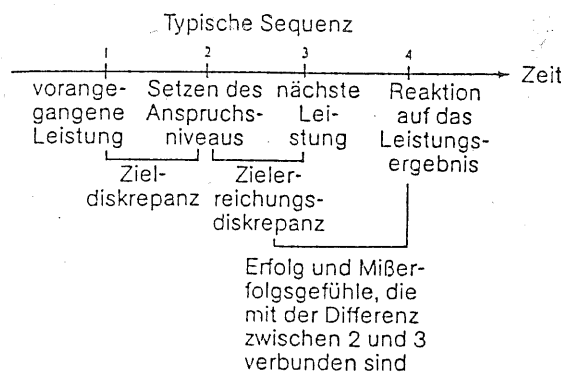 Typische Sequenz
1 2 3 4
Zeit
vorange-
gangene
Leistung
Setzen des
Anspruchs-
niveaus
nächste
Lei-
stung
Reaktion
auf das
Leistungs-
ergebnis
Ziel-
diskrepanz
Zieler-
reichungs-
diskrepanz
Erfolg und Mißer-
folgsgefühle, die
mit der Differenz
zwischen 2 und 3
verbunden sind